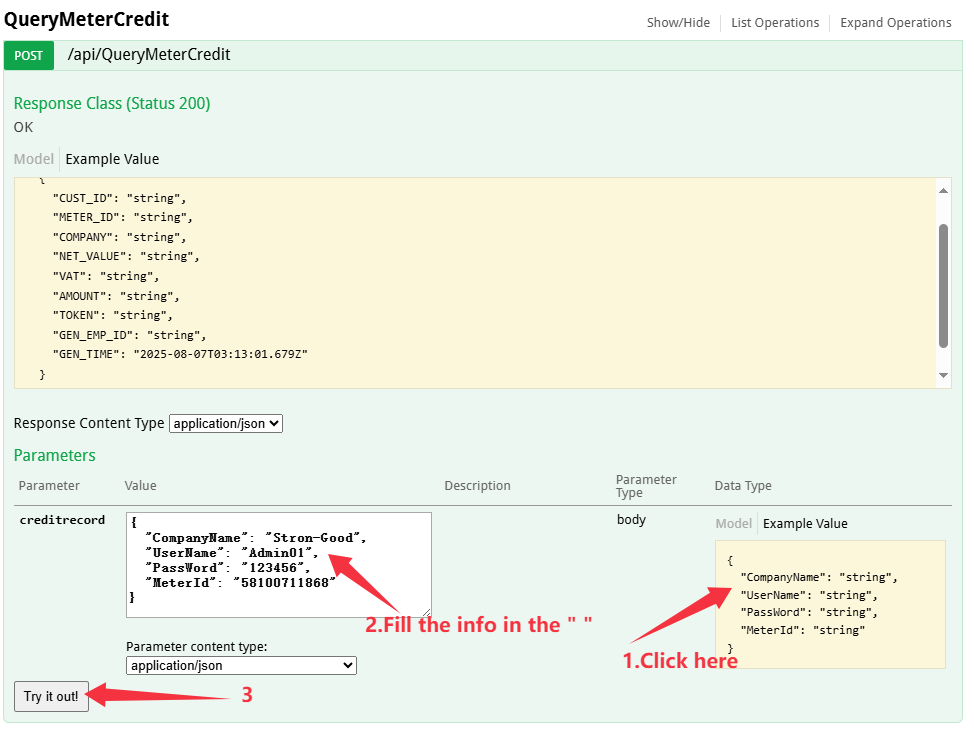 QueryMeterCredit
Show/Hide
List Operations
Expand Operations
POST
/api/QueryMeterCredit
Response Class (Status 200)
OK
Model
Example Value
{
"CUST_ID": "string",
"METER_ID": "string",
"COMPANY": "string",
"NET_VALUE": "string",
"VAT": "string",
"AMOUNT": "string",
"TOKEN": "string",
"GEN_EMP_ID": "string",
"GEN_TIME": "2025-08-07T03:13:01.679Z"
}
Response Content Type
application/json
Parameters
Parameter
Value
Description
Parameter
Type
Data Type
creditrecord
{
"CompanyName": "Stron-Good",
"UserName": "Admin01",
"PassWord": "123456",
"MeterId": "58100711868"
}
body
Model
Example Value
{
"CompanyName": "string",
"UserName": "string",
"PassWord": "string",
"MeterId": "string"
}
2.Fill the info in the " "
1.Click here
Parameter content type:
application/json
Try it out!
3